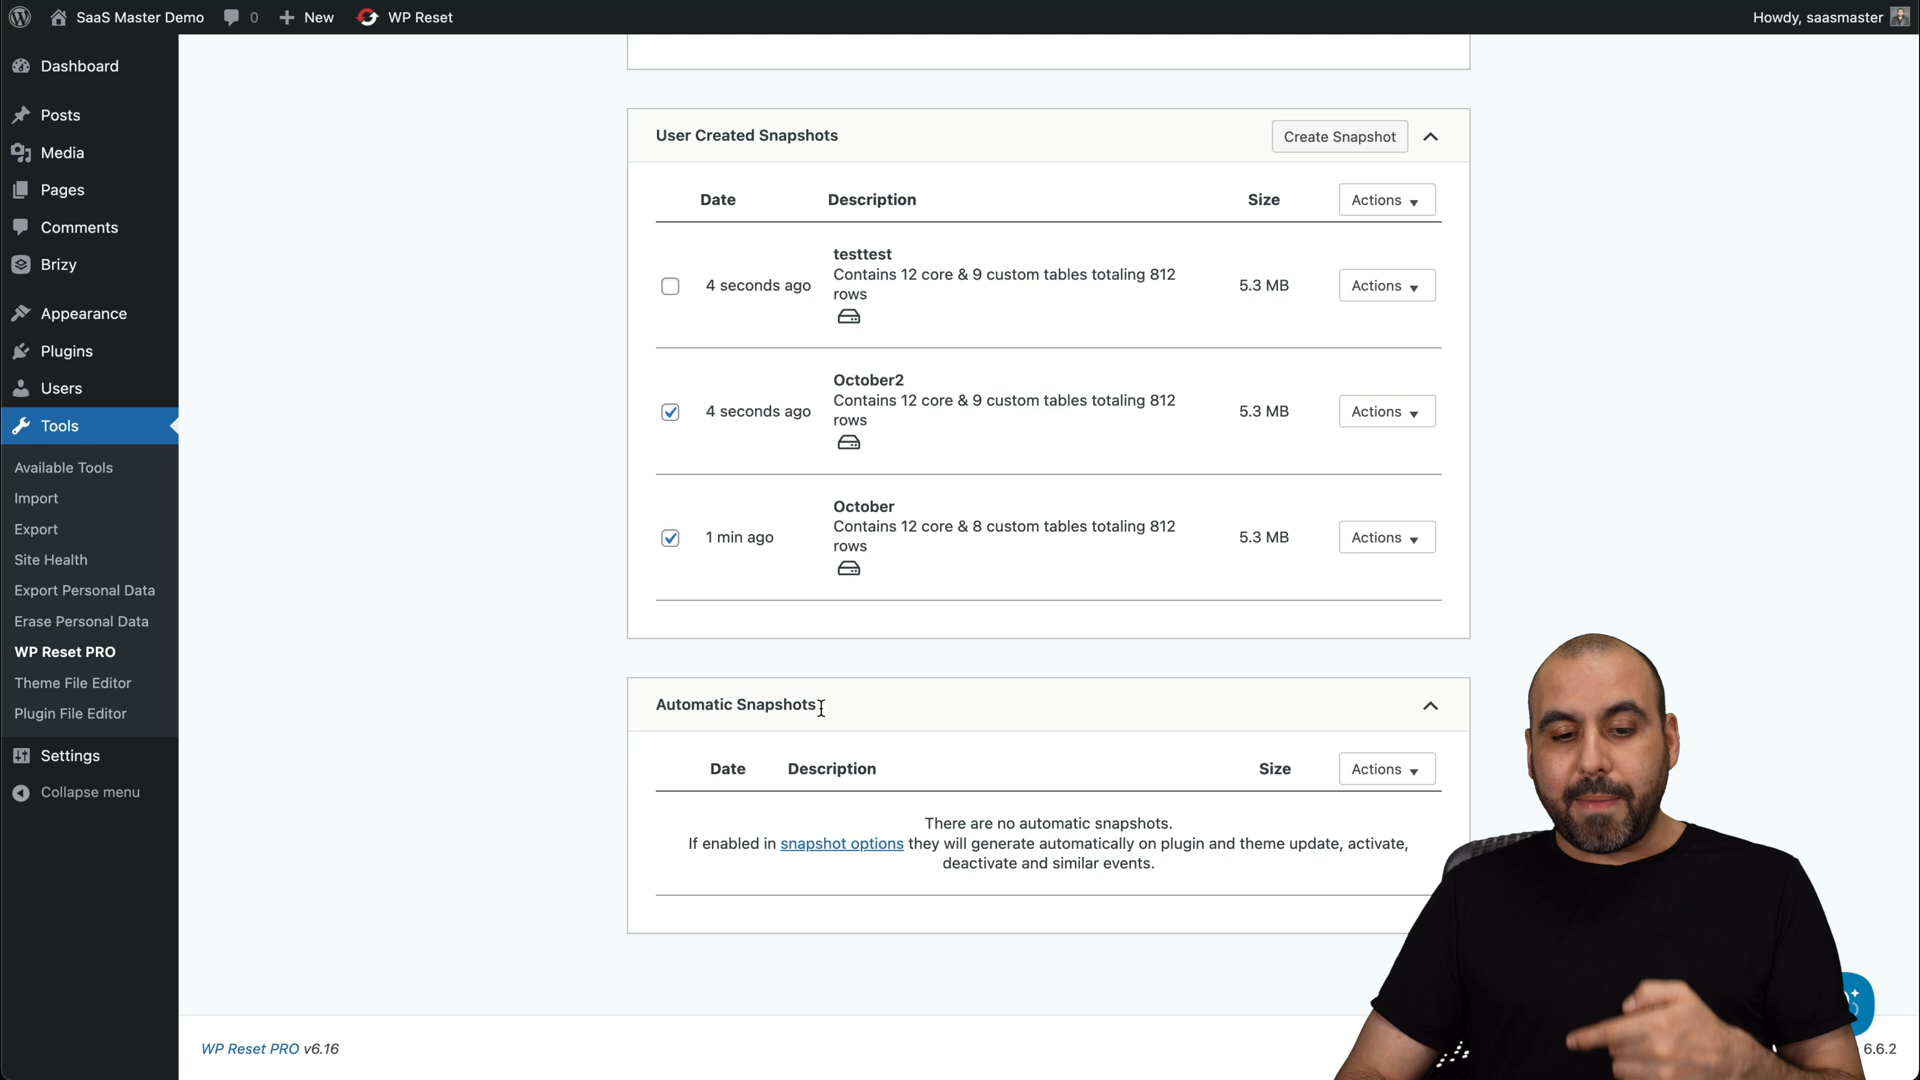 SaaS Master Demo 0 New WP Reset Howdy, saasmaster
Dashboard
Posts
Media
Pages
Comments
Brizy
Appearance
Plugins
Users
Tools
Available Tools
Import
Export
Site Health
Export Personal Data
Erase Personal Data
WP Reset PRO
Theme File Editor
Plugin File Editor
Settings
Collapse menu
User Created Snapshots Create Snapshot
Date Description Size Actions
testtest
4 seconds ago Contains 12 core & 9 custom tables totaling 812 5.3 MB Actions
rows
October2
4 seconds ago Contains 12 core & 9 custom tables totaling 812 5.3 MB Actions
rows
October
1 min ago Contains 12 core & 8 custom tables totaling 812 5.3 MB Actions
rows
Automatic Snapshots
Date Description Size Actions
There are no automatic snapshots.
If enabled in snapshot options they will generate automatically on plugin and theme update, activate,
deactivate and similar events.
WP Reset PRO v6.16
6.6.2